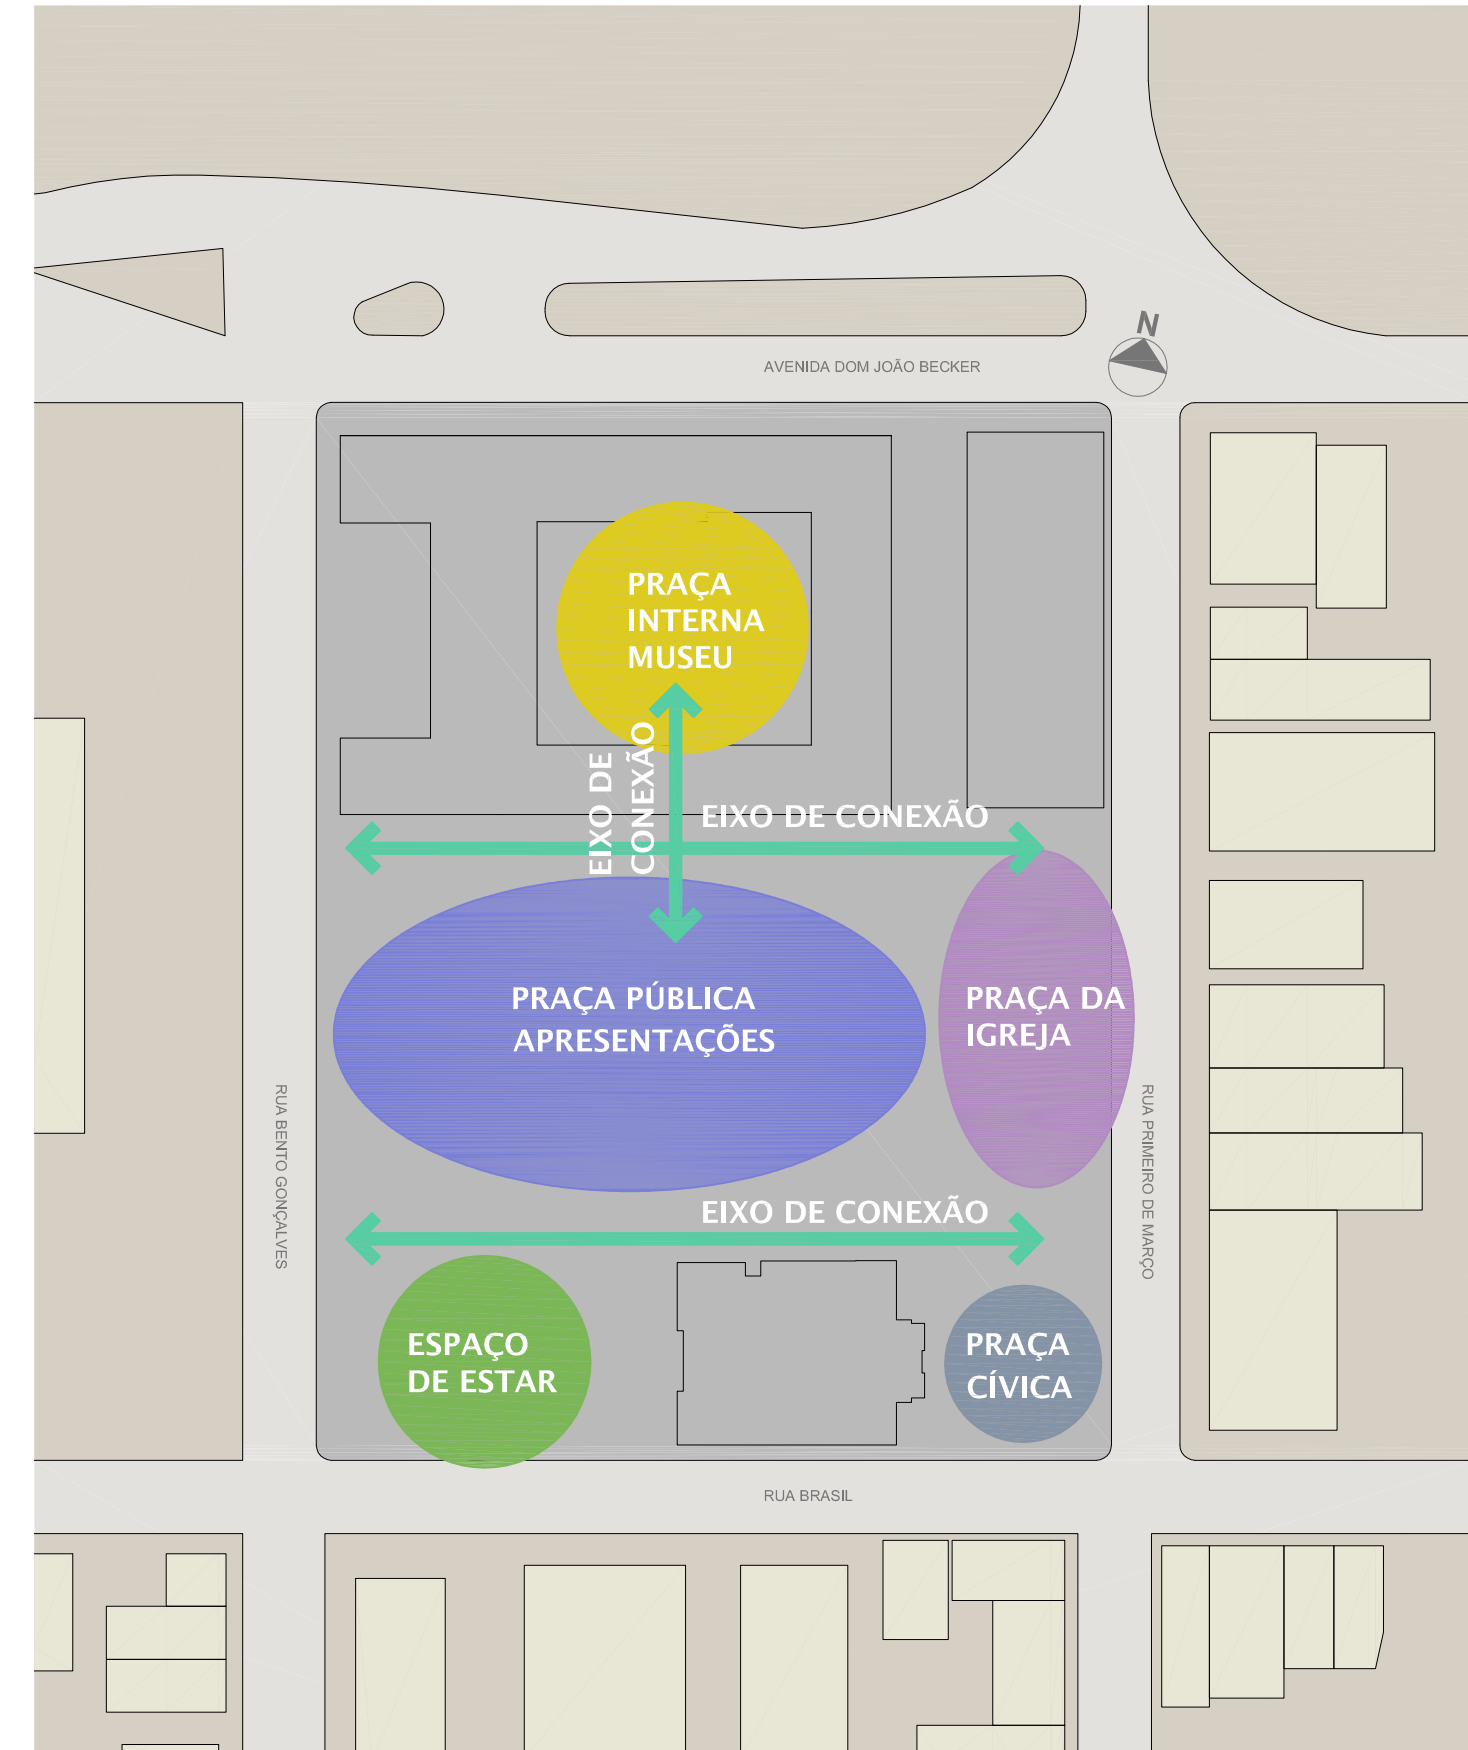 N
AVENIDA DOM JOÃO BECKER
PRAÇA
INTERNA
MUSEU
EIXO DE
CONEXÃO
EIXO DE CONEXÃO
PRAÇA PÚBLICA
APRESENTAÇÕES
PRAÇA DA
IGREJA
RUA BENTO GONÇALVES
RUA PRIMEIRO DE MARÇO
EIXO DE CONEXÃO
ESPAÇO
DE ESTAR
PRAÇA
CÍVICA
RUA BRASIL